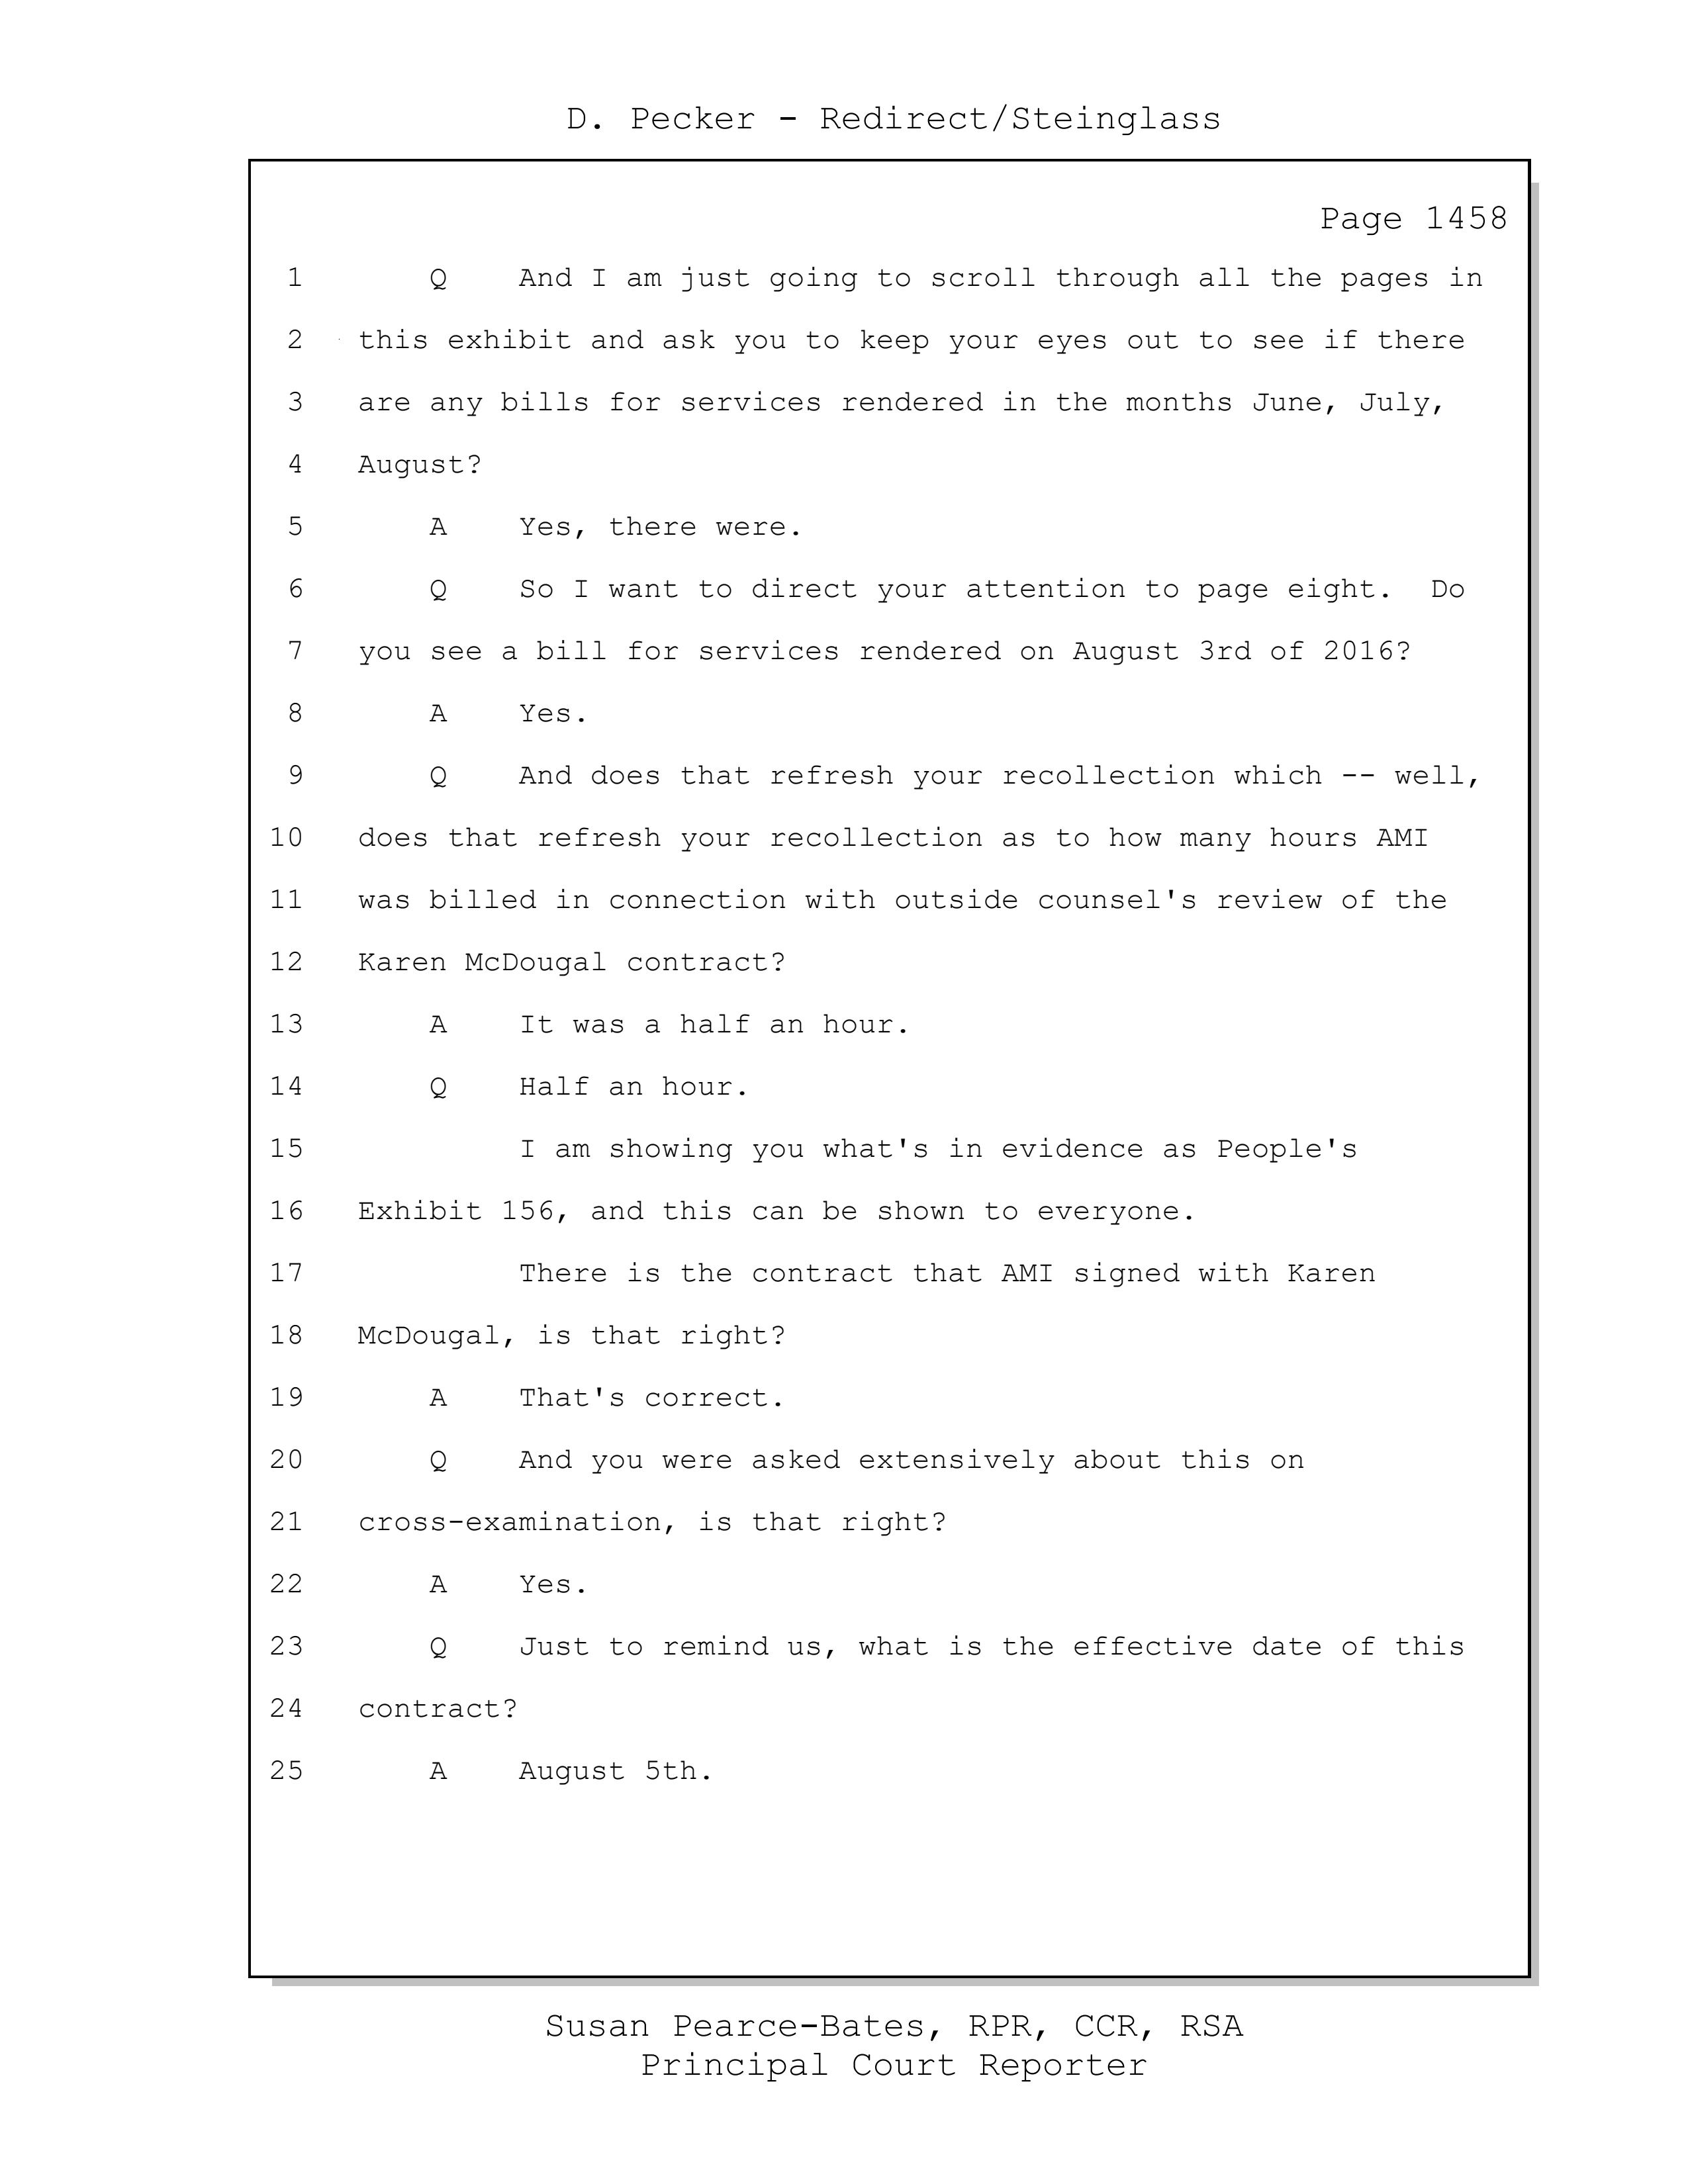 D. Pecker - Redirect/Steinglass
Page 1458
1 Q And I am just going to scroll through all the pages in
2 this exhibit and ask you to keep your eyes out to see if there
3 are any bills for services rendered in the months June, July,
4 August?
5 A Yes, there were.
6 Q So I want to direct your attention to page eight. Do
7 you see a bill for services rendered on August 3rd of 2016?
8 A Yes.
9 Q And does that refresh your recollection which -- well,
10 does that refresh your recollection as to how many hours AMI
11 was billed in connection with outside counsel's review of the
12 Karen McDougal contract?
13 A It was a half an hour.
14 Q Half an hour.
15 I am showing you what's in evidence as People's
16 Exhibit 156, and this can be shown to everyone.
17 There is the contract that AMI signed with Karen
18 McDougal, is that right?
19 A That's correct.
20 Q And you were asked extensively about this on
21 cross-examination, is that right?
22 A Yes.
23 Q Just to remind us, what is the effective date of this
24 contract?
25 A August 5th.
Susan Pearce-Bates, RPR, CCR, RSA
Principal Court Reporter